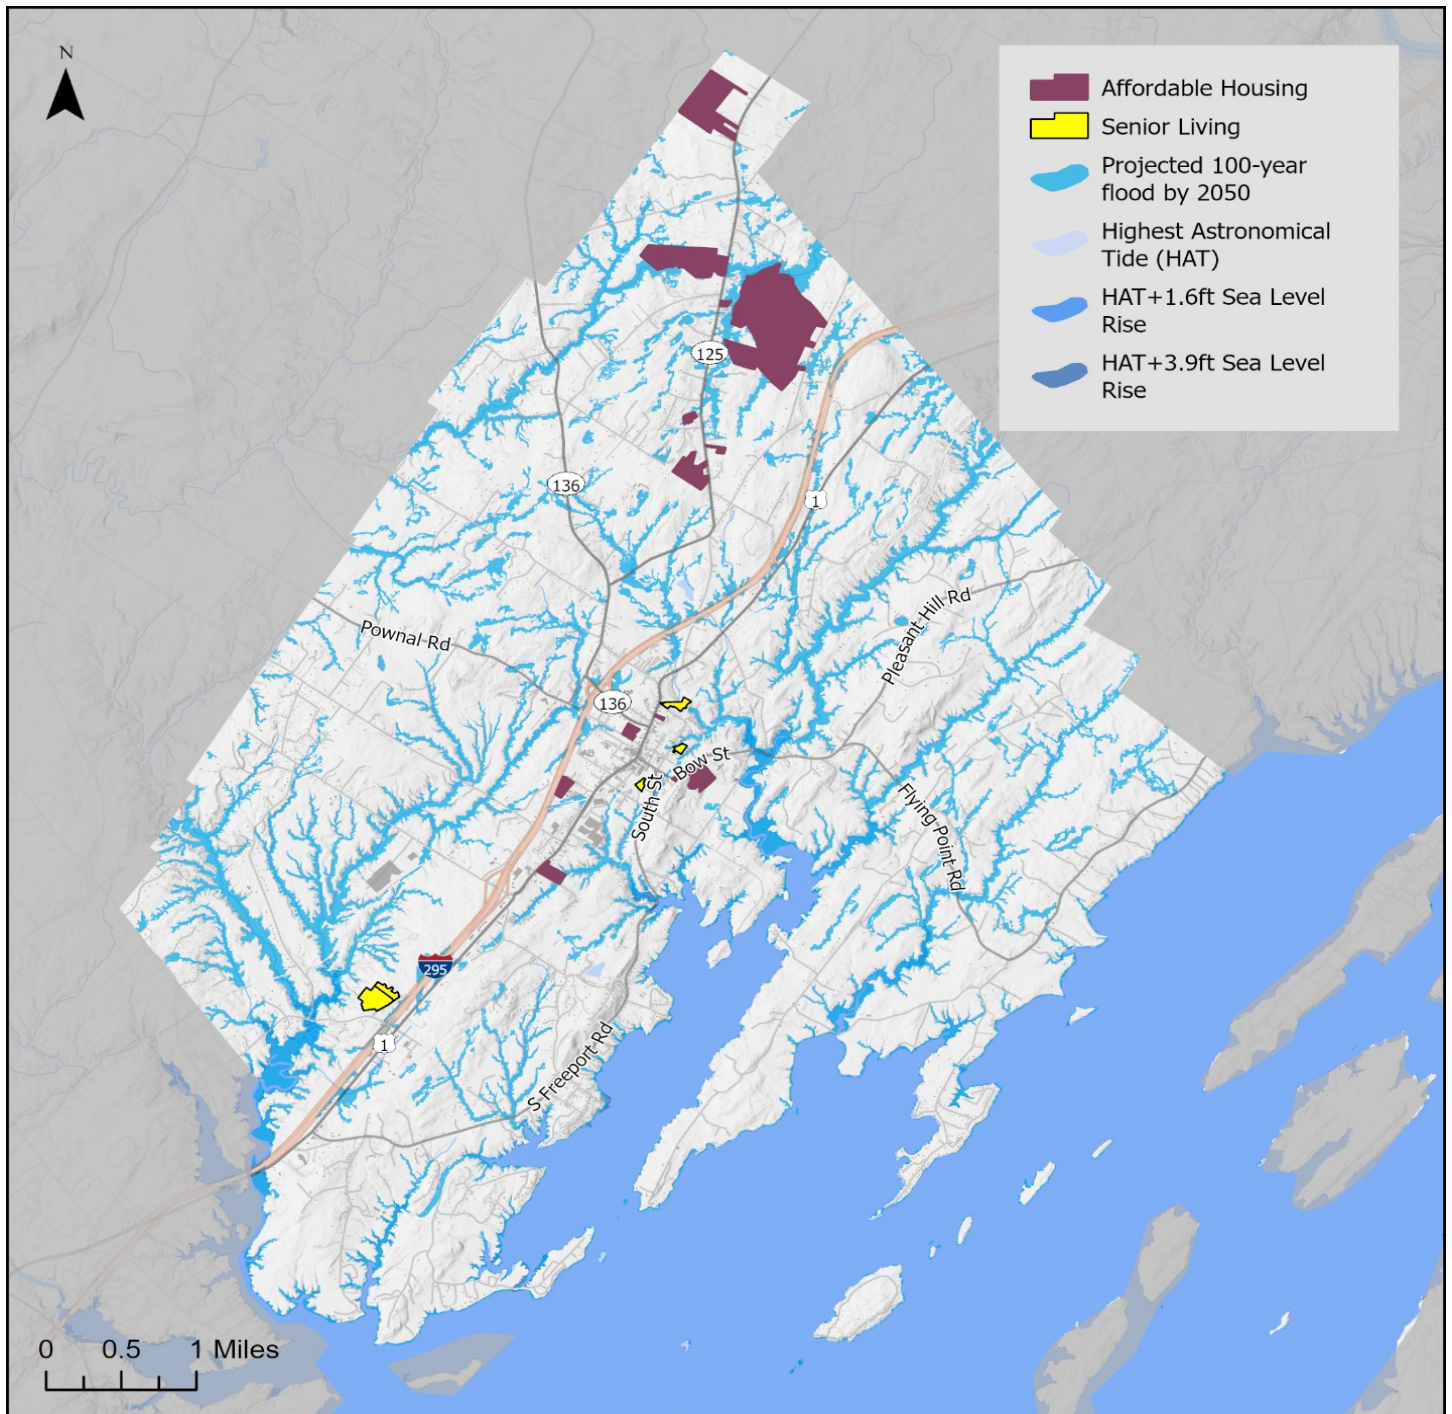 N
Affordable Housing
Senior Living
Projected 100-year
flood by 2050
Highest Astronomical
Tide (HAT)
HAT+1.6ft Sea Level
Rise
HAT+3.9ft Sea Level
Rise
125
136
1
Pleasant Hill Rd
Pownal Rd
136
Bow St
South St
Flying Point Rd
295
1
S Freeport Rd
0 0.5 1 Miles